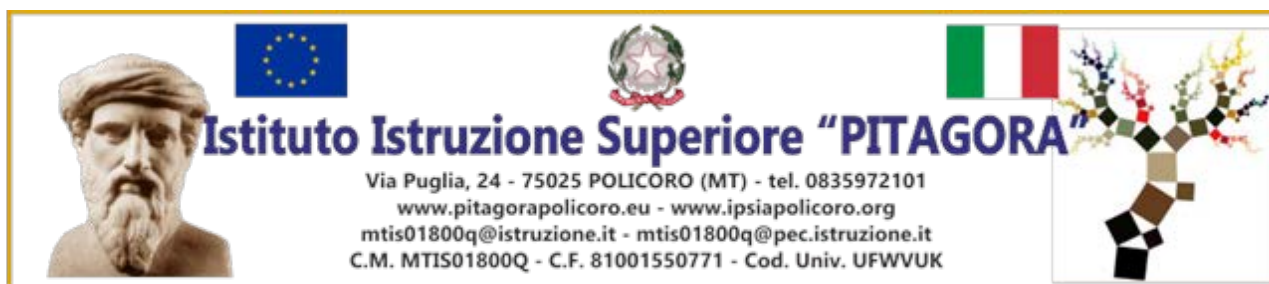 Istituto Istruzione Superiore “PITAGORA”
Via Puglia, 24 - 75025 POLICORO (MT) - tel. 0835972101
www.pitagorapolicoro.eu - www.ipsiapolicoro.org
mtis01800q@istruzione.it - mtis01800q@pec.istruzione.it
C.M. MTIS01800Q - C.F. 81001550771 - Cod. Univ. UFWVUK